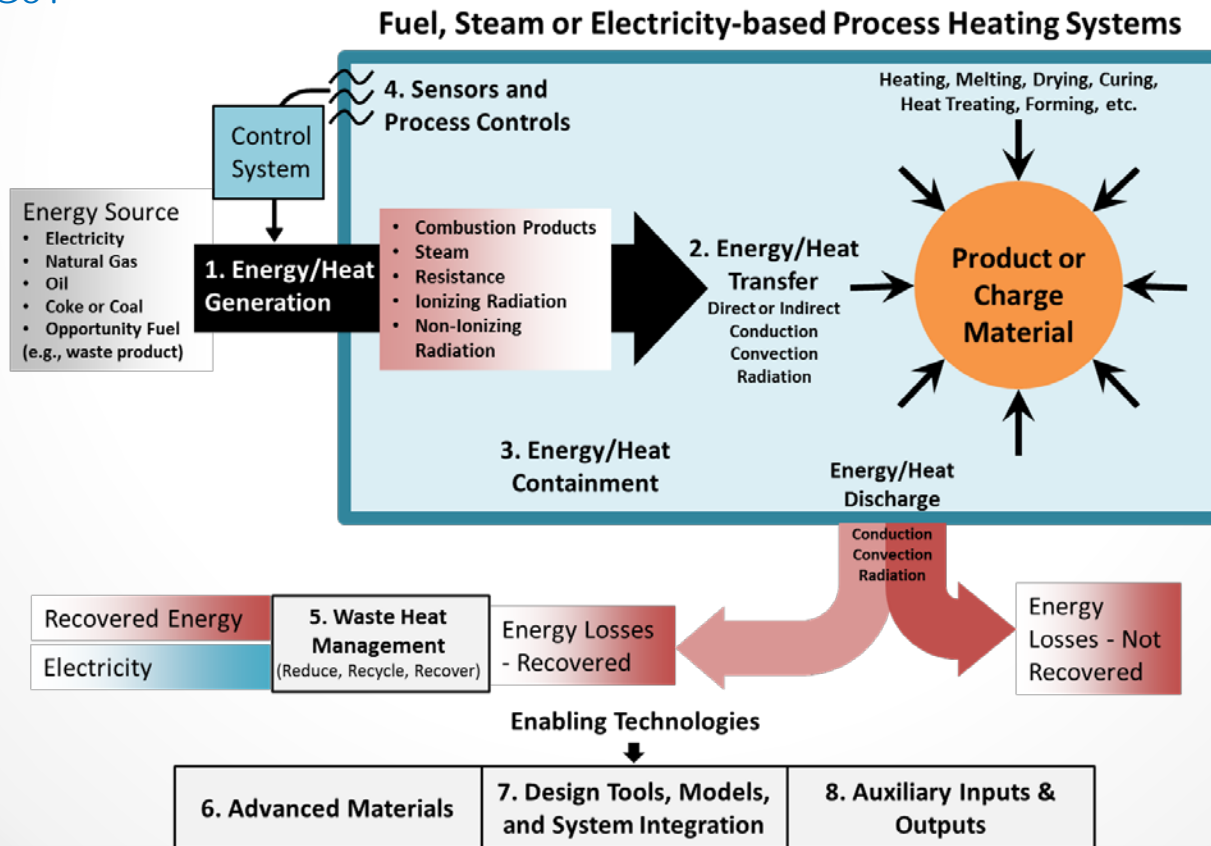 Fuel, Steam or Electricity-based Process Heating Systems
4. Sensors and
Process Controls
Heating, Melting, Drying, Curing,
Heat Treating, Forming, etc.
Control
System
Energy Source
• Electricity
• Natural Gas
• Oil
• Coke or Coal
• Opportunity Fuel
(e.g., waste product)
1. Energy/Heat
Generation
• Combustion Products
• Steam
• Resistance
• Ionizing Radiation
• Non-Ionizing
Radiation
2. Energy/Heat
Transfer
Direct or Indirect
Conduction
Convection
Radiation
Product or
Charge
Material
3. Energy/Heat
Containment
Energy/Heat
Discharge
Conduction
Convection
Radiation
Recovered Energy
Electricity
5. Waste Heat
Management
(Reduce, Recycle, Recover)
Energy Losses
- Recovered
Energy
Losses - Not
Recovered
Enabling Technologies
6. Advanced Materials
7. Design Tools, Models,
and System Integration
8. Auxiliary Inputs &
Outputs